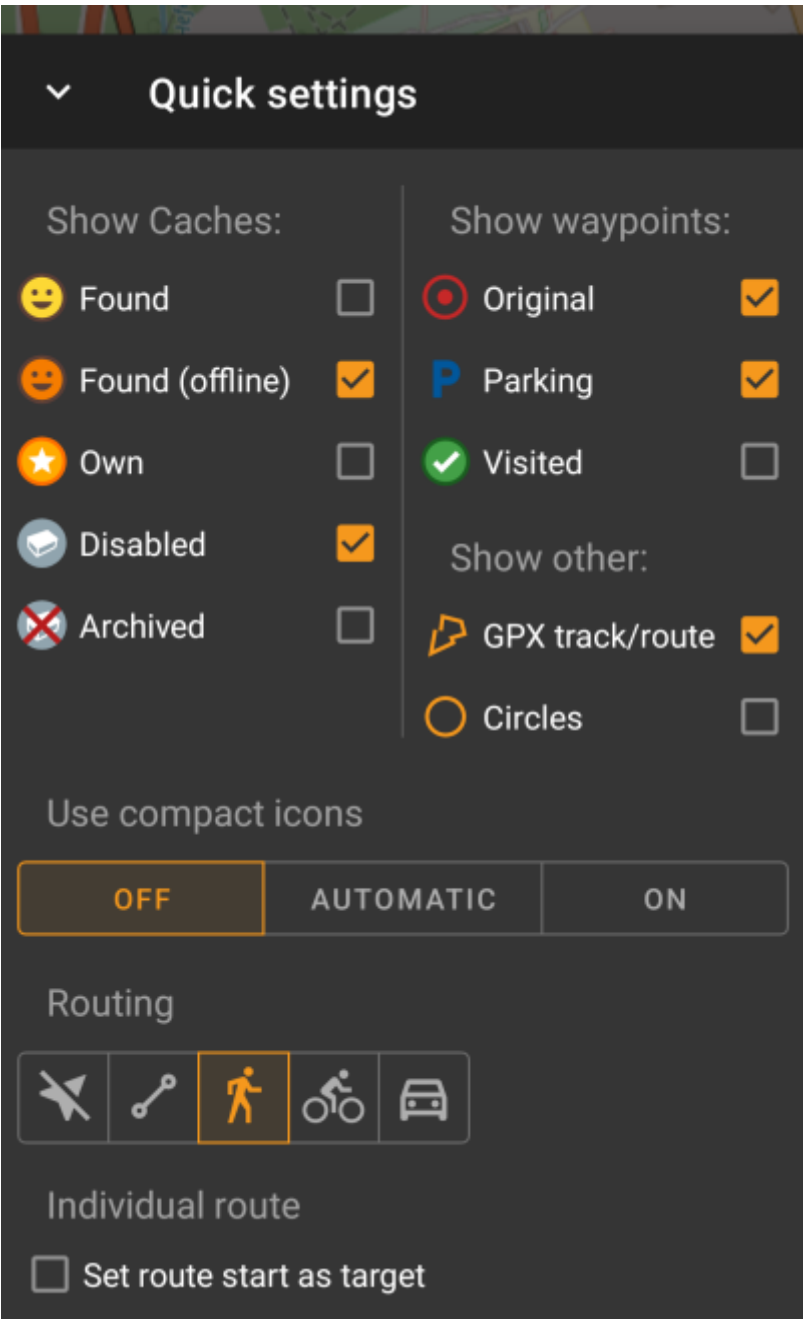 Quick settings
Show Caches:
Found
Found (offline)
Own
Disabled
Archived
Show waypoints:
Original
P Parking
Visited
Show other:
GPX track/route
Circles
Use compact icons
OFF AUTOMATIC ON
Routing
Individual route
Set route start as target